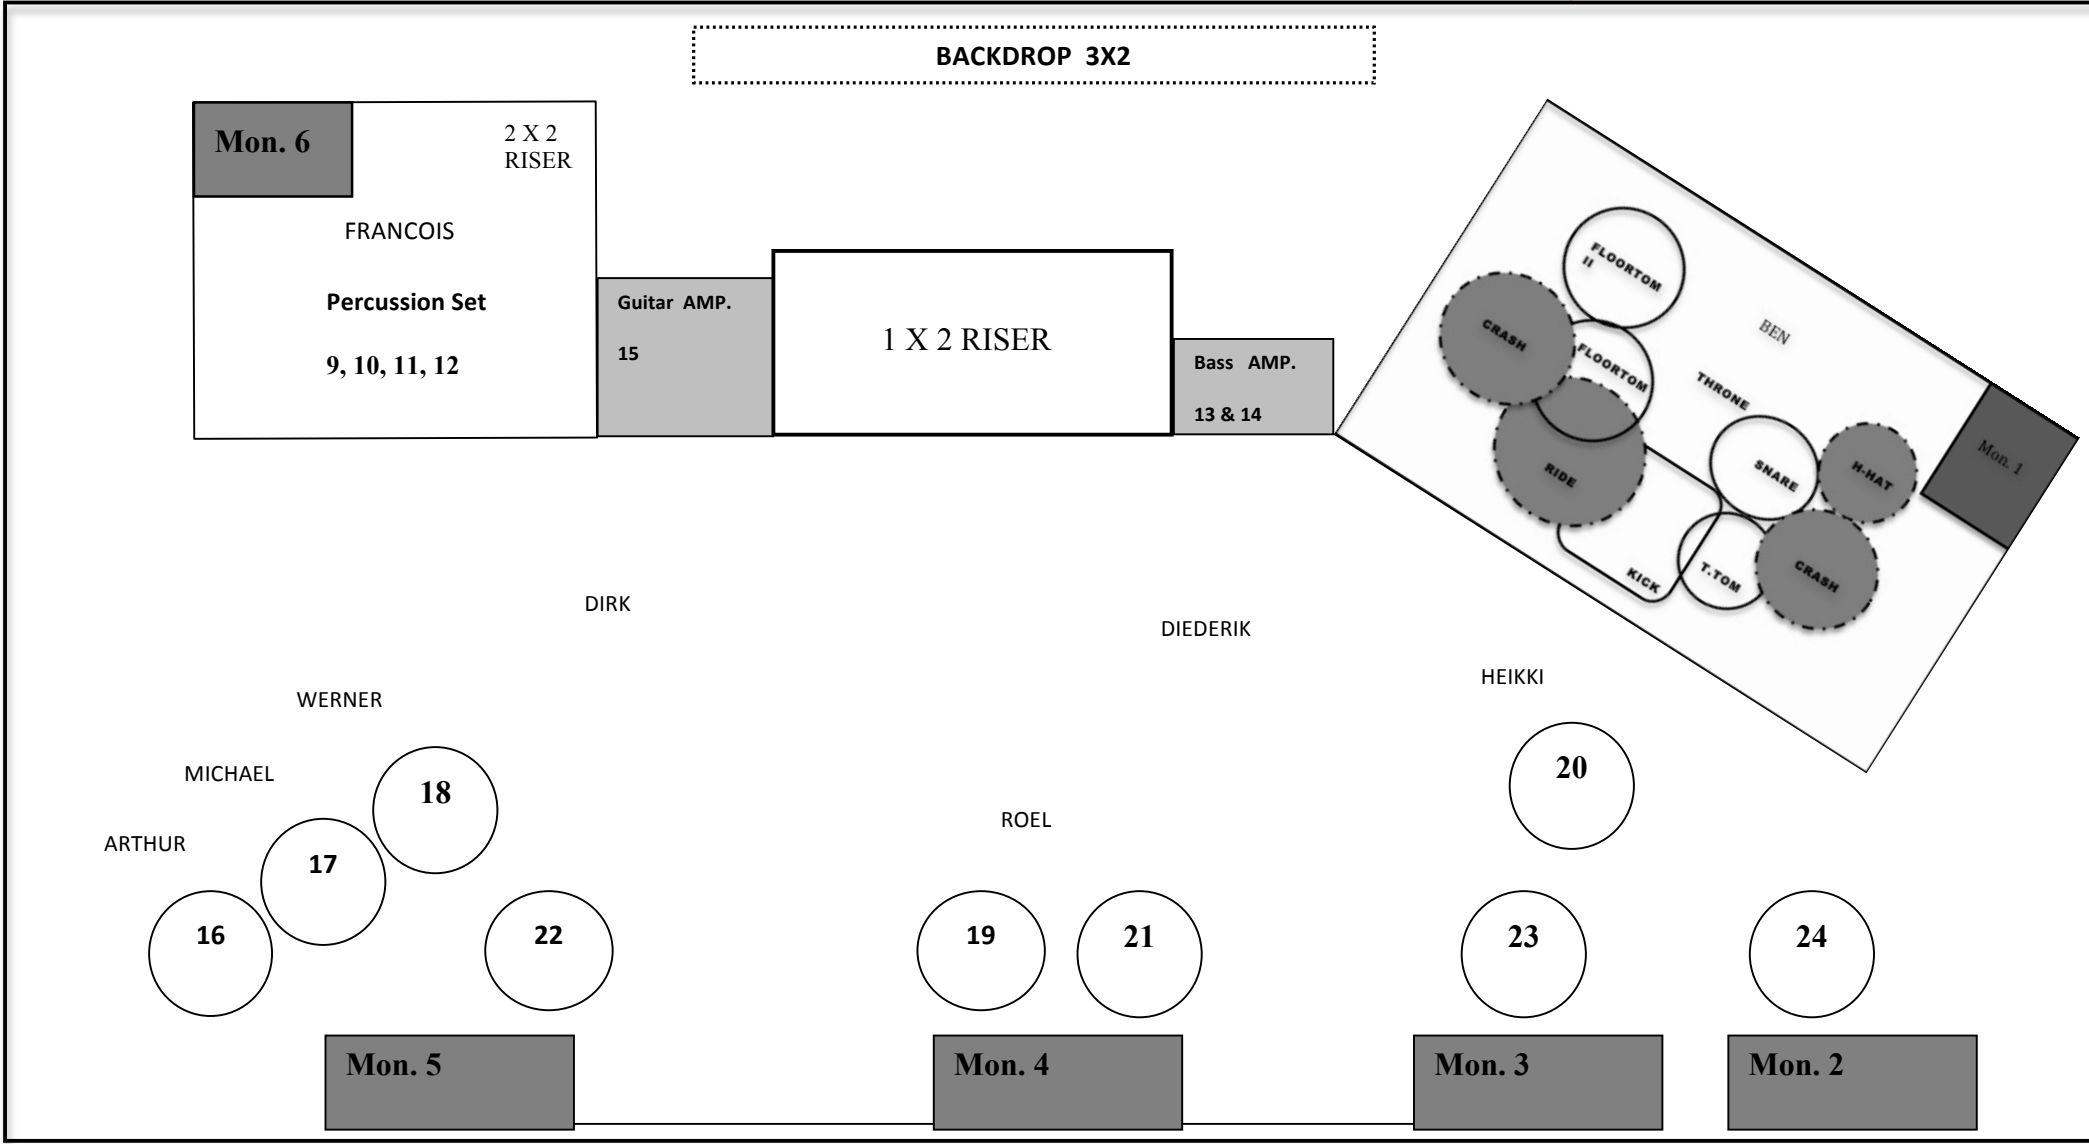 BACKDROP 3X2
Mon. 6
2 X 2
RISER
FRANCOIS
Percussion Set
9, 10, 11, 12
Guitar AMP.
15
1 X 2 RISER
Bass AMP.
13 & 14
FLOORTOM
II
CRASH
FLOORTOM
RIDE
BEN
THRONE
SNARE
H-HAT
Mon. 1
KICK
T.TOM
CRASH
DIRK
DIEDERIK
HEIKKI
WERNER
MICHAEL
ARTHUR
ROEL
18
20
17
16
22
19
21
23
24
Mon. 5
Mon. 4
Mon. 3
Mon. 2